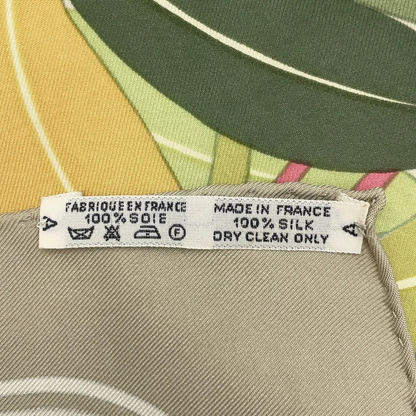 FABRIQUE EN FRANCE
100% SOIE
F
MADE IN FRANCE
100% SILK
DRY CLEAN ONLY
A
A